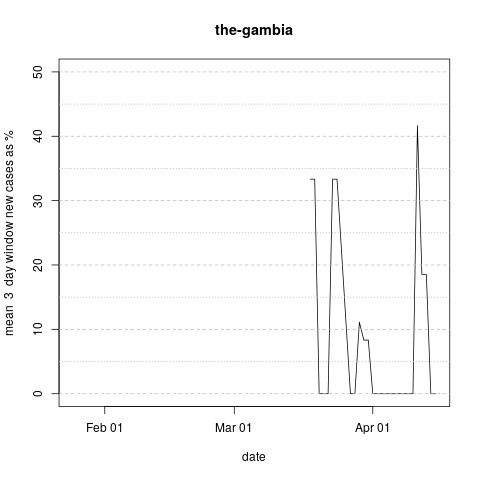 the-gambia
mean 3 day window new cases as %
50
40
30
20
10
0
Feb 01
Mar 01
Apr 01
date